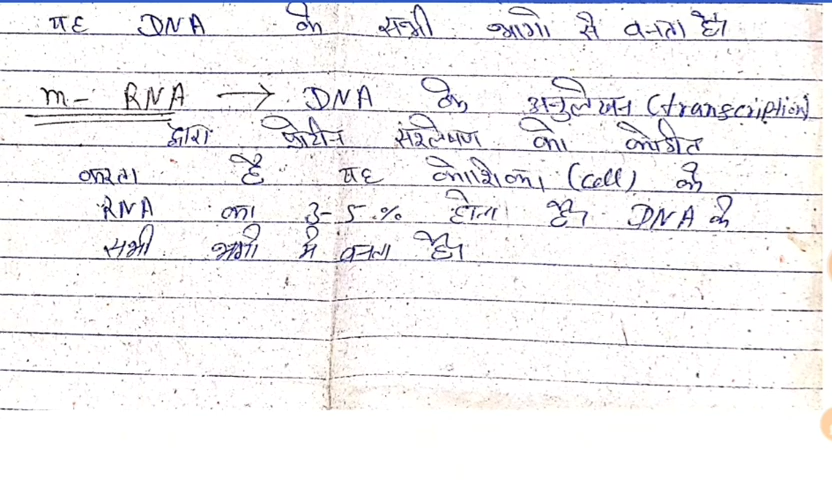 यह DNA के सभी भागो से बनता है।
m- RNA → DNA के अनुलेखन (transcription)
द्वारा प्रोटीन संश्लेषण को कोडीत
करता है यह कोशिका (cell) के
RNA का 3-5 % होता है। DNA के
सभी भागो मे बनता है।